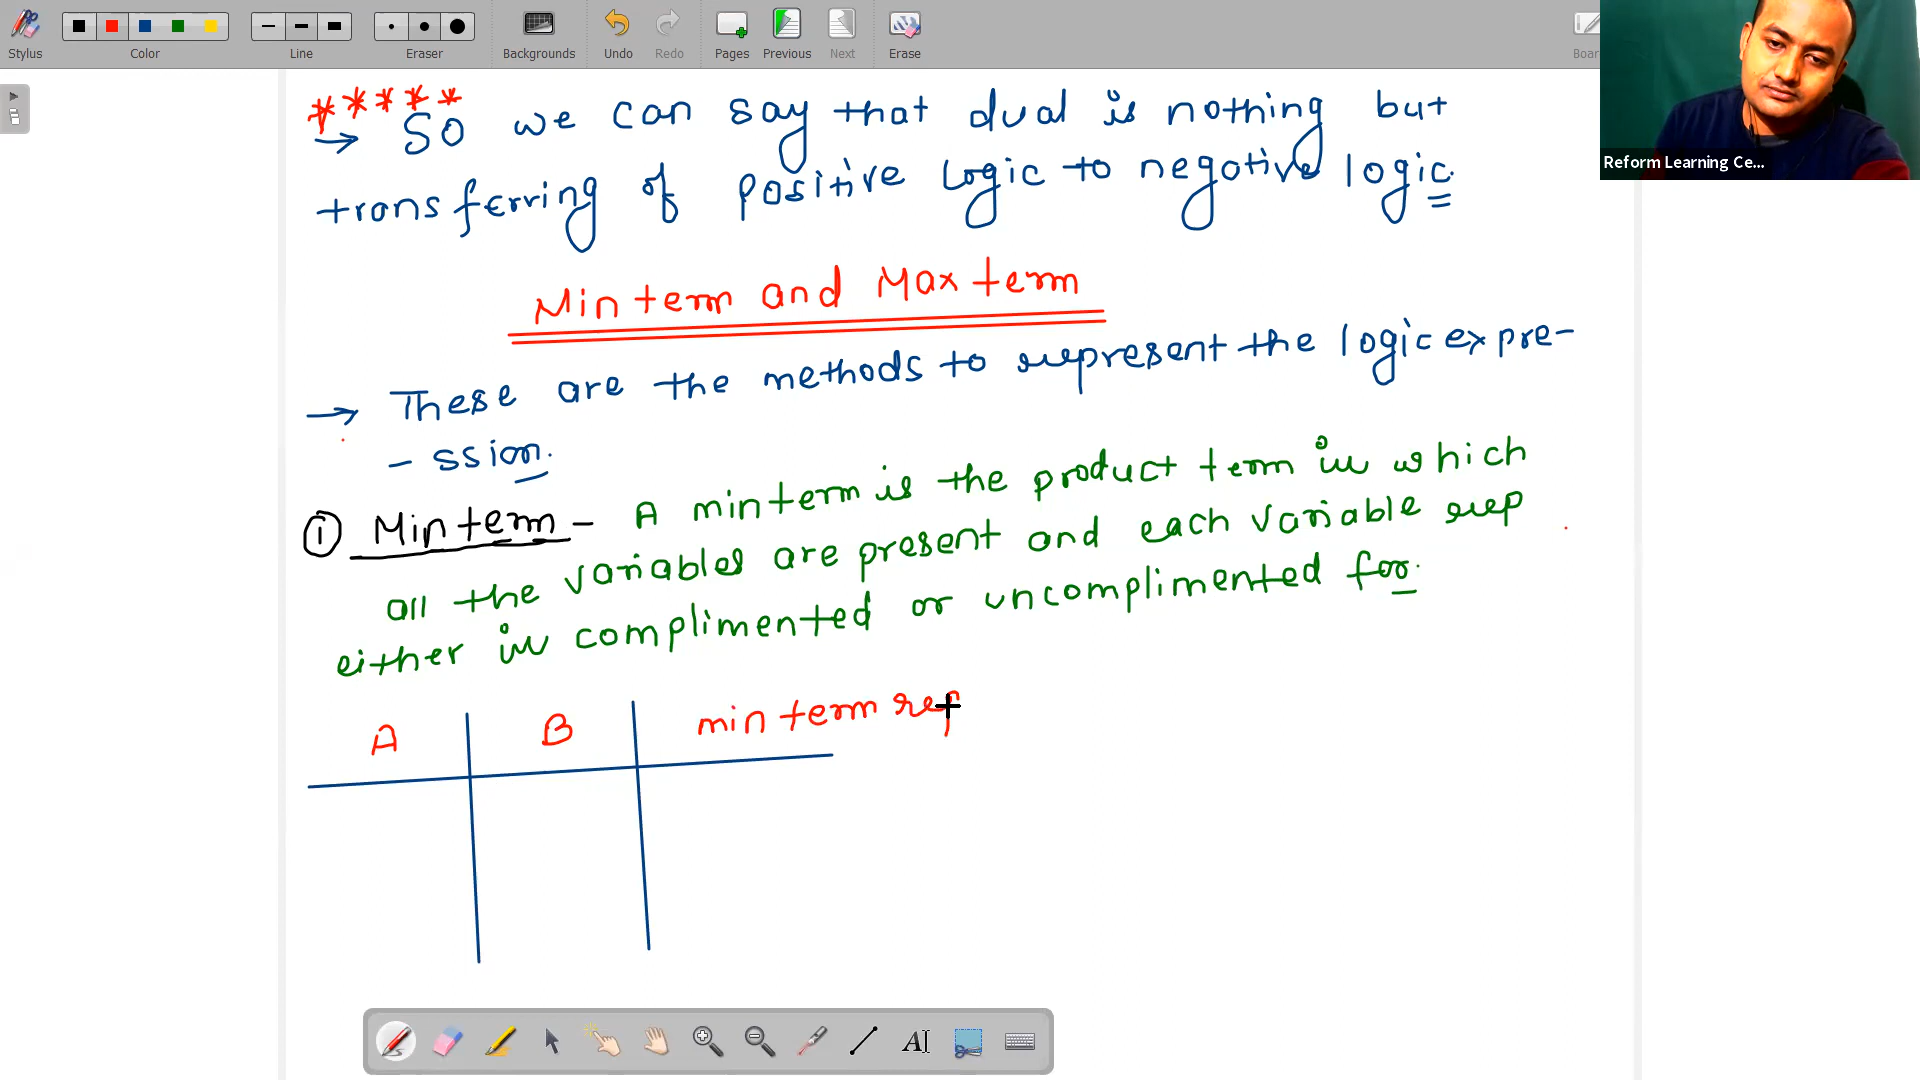 Stylus
Color
Line
Eraser
Backgrounds
Undo
Redo
Pages
Previous
Next
Erase
Boar
Reform Learning Ce...
*****
→ So we can say that dual is nothing but
transferring of positive logic to negative logic.
Minterm and Maxterm
→ These are the methods to represent the logic expre-
- ssion.
① Minterm - A minterm is the product term in which
all the variables are present and each variable rep
either in complimented or uncomplimented for.
A B minterm rep
AI